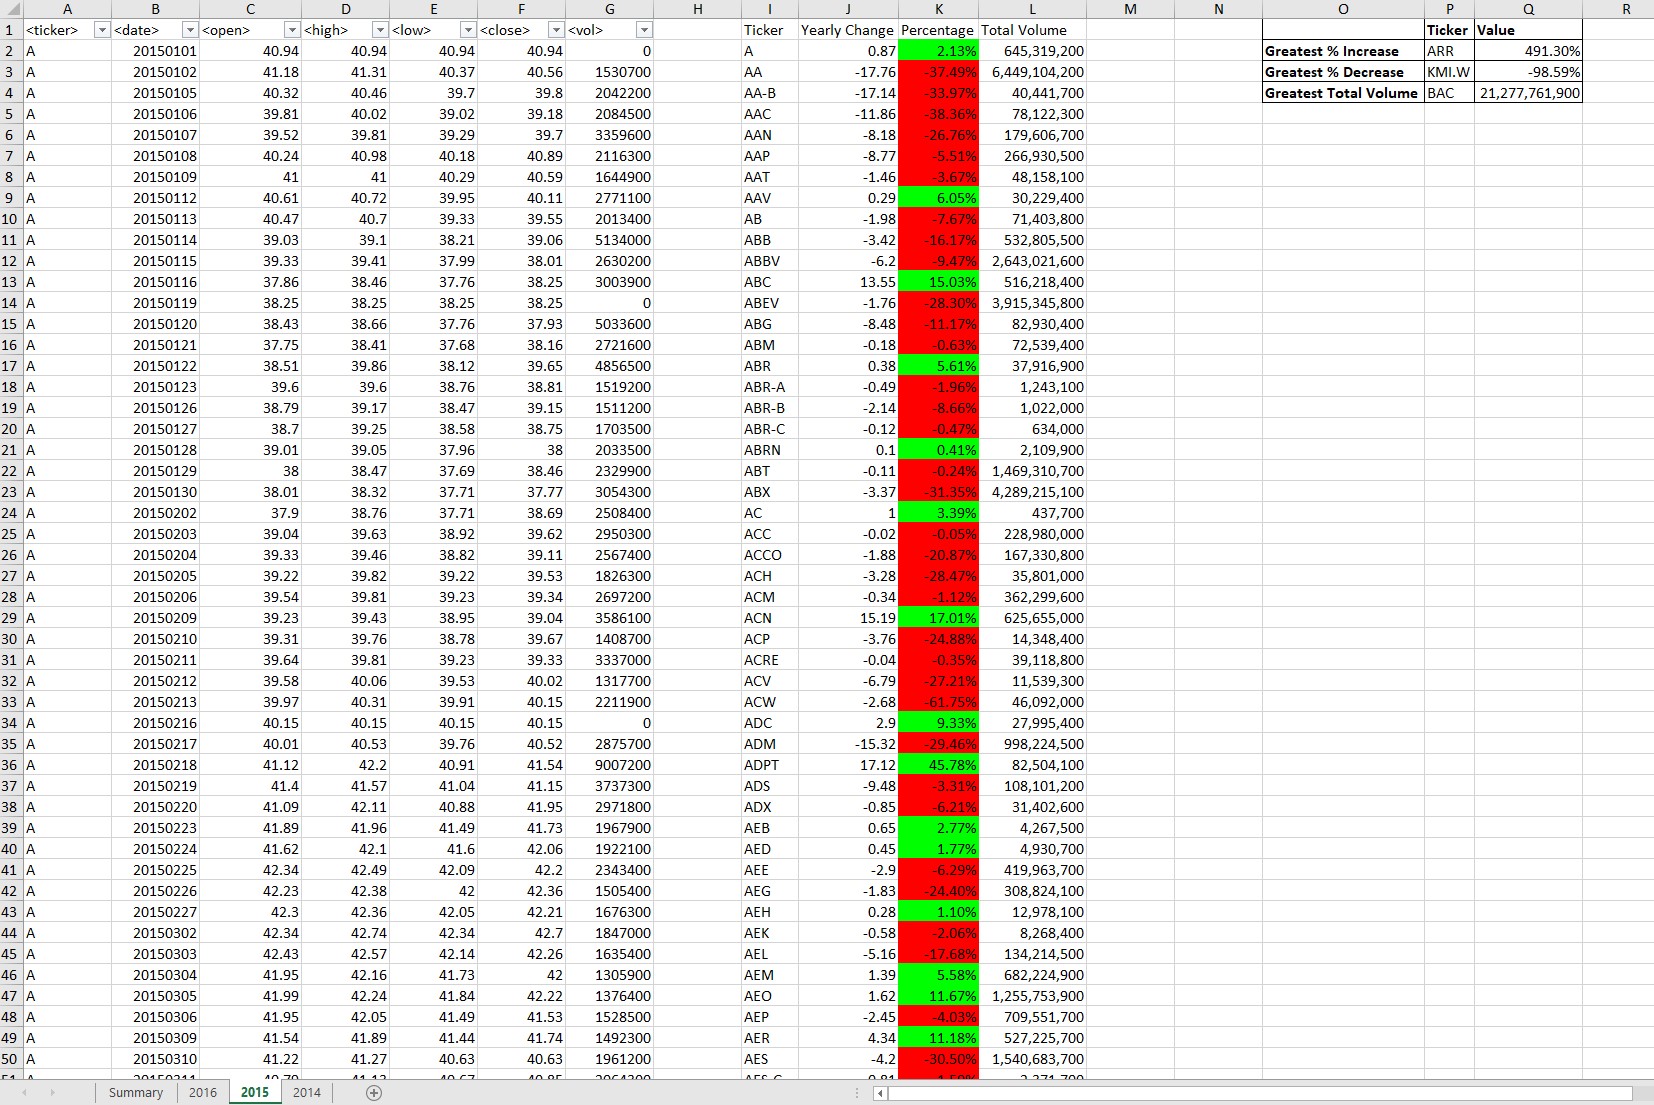 A B C D E F G H I J K L M N O P Q R
1 <ticker> <date> <open> <high> <low> <close> <vol> Ticker Yearly Change Percentage Total Volume Ticker Value
2 A 20150101 40.94 40.94 40.94 40.94 0 A 0.87 2.13% 645,319,200 Greatest % Increase ARR 491.30%
3 A 20150102 41.18 41.31 40.37 40.56 1530700 AA -17.76 -37.49% 6,449,104,200 Greatest % Decrease KMI.W -98.59%
4 A 20150105 40.32 40.46 39.7 39.8 2042200 AA-B -17.14 -33.97% 40,441,700 Greatest Total Volume BAC 21,277,761,900
5 A 20150106 39.81 40.02 39.02 39.18 2084500 AAC -11.86 -38.36% 78,122,300
6 A 20150107 39.52 39.81 39.29 39.7 3359600 AAN -8.18 -26.76% 179,606,700
7 A 20150108 40.24 40.98 40.18 40.89 2116300 AAP -8.77 -5.51% 266,930,500
8 A 20150109 41 41 40.29 40.59 1644900 AAT -1.46 -3.67% 48,158,100
9 A 20150112 40.61 40.72 39.95 40.11 2771100 AAV 0.29 6.05% 30,229,400
10 A 20150113 40.47 40.7 39.33 39.55 2013400 AB -1.98 -7.67% 71,403,800
11 A 20150114 39.03 39.1 38.21 39.06 5134000 ABB -3.42 -16.17% 532,805,500
12 A 20150115 39.33 39.41 37.99 38.01 2630200 ABBV -6.2 -9.47% 2,643,021,600
13 A 20150116 37.86 38.46 37.76 38.25 3003900 ABC 13.55 15.03% 516,218,400
14 A 20150119 38.25 38.25 38.25 38.25 0 ABEV -1.76 -28.30% 3,915,345,800
15 A 20150120 38.43 38.66 37.76 37.93 5033600 ABG -8.48 -11.17% 82,930,400
16 A 20150121 37.75 38.41 37.68 38.16 2721600 ABM -0.18 -0.63% 72,539,400
17 A 20150122 38.51 39.86 38.12 39.65 4856500 ABR 0.38 5.61% 37,916,900
18 A 20150123 39.6 39.6 38.76 38.81 1519200 ABR-A -0.49 -1.96% 1,243,100
19 A 20150126 38.79 39.17 38.47 39.15 1511200 ABR-B -2.14 -8.66% 1,022,000
20 A 20150127 38.7 39.25 38.58 38.75 1703500 ABR-C -0.12 -0.47% 634,000
21 A 20150128 39.01 39.05 37.96 38 2033500 ABRN 0.1 0.41% 2,109,900
22 A 20150129 38 38.47 37.69 38.46 2329900 ABT -0.11 -0.24% 1,469,310,700
23 A 20150130 38.01 38.32 37.71 37.77 3054300 ABX -3.37 -31.35% 4,289,215,100
24 A 20150202 37.9 38.76 37.71 38.69 2508400 AC 1 3.39% 437,700
25 A 20150203 39.04 39.63 38.92 39.62 2950300 ACC -0.02 -0.05% 228,980,000
26 A 20150204 39.33 39.46 38.82 39.11 2567400 ACCO -1.88 -20.87% 167,330,800
27 A 20150205 39.22 39.82 39.22 39.53 1826300 ACH -3.28 -28.47% 35,801,000
28 A 20150206 39.54 39.81 39.23 39.34 2697200 ACM -0.34 -1.12% 362,299,600
29 A 20150209 39.23 39.43 38.95 39.04 3586100 ACN 15.19 17.01% 625,655,000
30 A 20150210 39.31 39.76 38.78 39.67 1408700 ACP -3.76 -24.88% 14,348,400
31 A 20150211 39.64 39.81 39.23 39.33 3337000 ACRE -0.04 -0.35% 39,118,800
32 A 20150212 39.58 40.06 39.53 40.02 1317700 ACV -6.79 -27.21% 11,539,300
33 A 20150213 39.97 40.31 39.91 40.15 2211900 ACW -2.68 -61.75% 46,092,000
34 A 20150216 40.15 40.15 40.15 40.15 0 ADC 2.9 9.33% 27,995,400
35 A 20150217 40.01 40.53 39.76 40.52 2875700 ADM -15.32 -29.46% 998,224,500
36 A 20150218 41.12 42.2 40.91 41.54 9007200 ADPT 17.12 45.78% 82,504,100
37 A 20150219 41.4 41.57 41.04 41.15 3737300 ADS -9.48 -3.31% 108,101,200
38 A 20150220 41.09 42.11 40.88 41.95 2971800 ADX -0.85 -6.21% 31,402,600
39 A 20150223 41.89 41.96 41.49 41.73 1967900 AEB 0.65 2.77% 4,267,500
40 A 20150224 41.62 42.1 41.6 42.06 1922100 AED 0.45 1.77% 4,930,700
41 A 20150225 42.34 42.49 42.09 42.2 2343400 AEE -2.9 -6.29% 419,963,700
42 A 20150226 42.23 42.38 42 42.36 1505400 AEG -1.83 -24.40% 308,824,100
43 A 20150227 42.3 42.36 42.05 42.21 1676300 AEH 0.28 1.10% 12,978,100
44 A 20150302 42.34 42.74 42.34 42.7 1847000 AEK -0.58 -2.06% 8,268,400
45 A 20150303 42.43 42.57 42.14 42.26 1635400 AEL -5.16 -17.68% 134,214,500
46 A 20150304 41.95 42.16 41.73 42 1305900 AEM 1.39 5.58% 682,224,900
47 A 20150305 41.99 42.24 41.84 42.22 1376400 AEO 1.62 11.67% 1,255,753,900
48 A 20150306 41.95 42.05 41.49 41.53 1528500 AEP -2.45 -4.03% 709,551,700
49 A 20150309 41.54 41.89 41.44 41.74 1492300 AER 4.34 11.18% 527,225,700
50 A 20150310 41.22 41.27 40.63 40.63 1961200 AES -4.2 -30.50% 1,540,683,700
Summary 2016 2015 2014